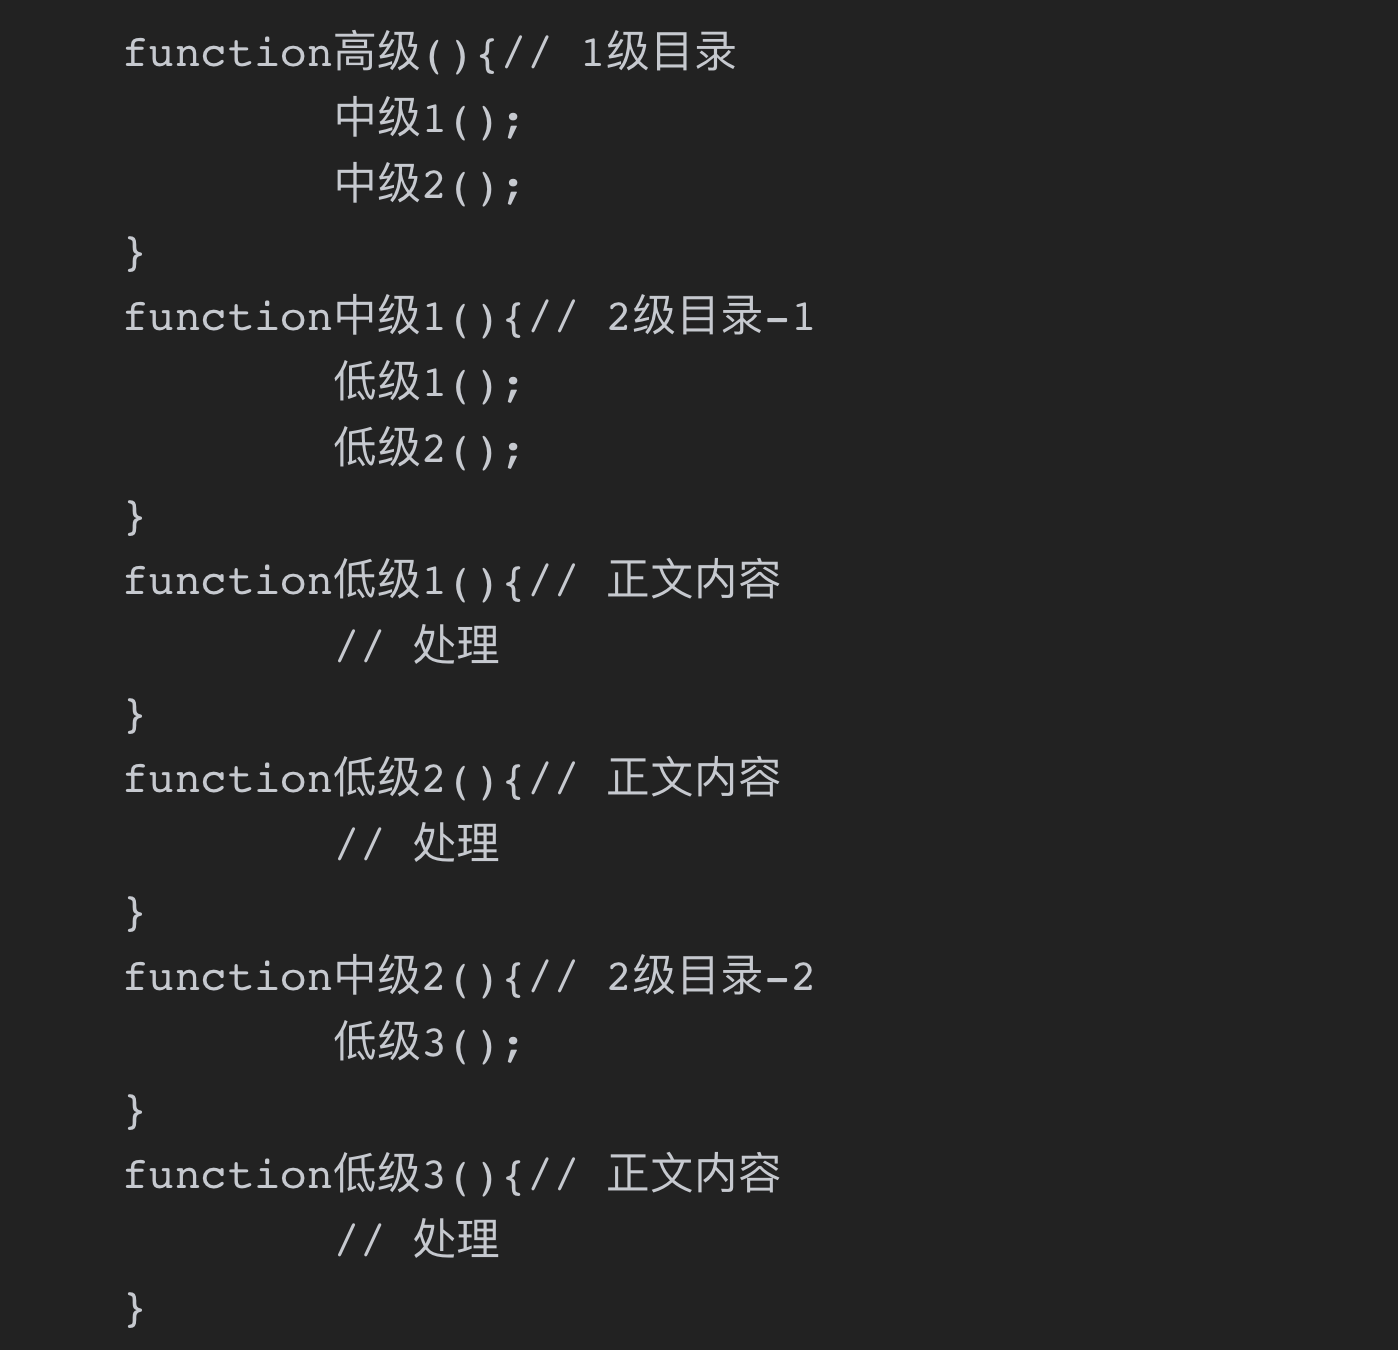 function高级(){// 1级目录
中级1();
中级2();
}
function中级1(){// 2级目录-1
低级1();
低级2();
}
function低级1(){// 正文内容
// 处理
}
function低级2(){// 正文内容
// 处理
}
function中级2(){// 2级目录-2
低级3();
}
function低级3(){// 正文内容
// 处理
}